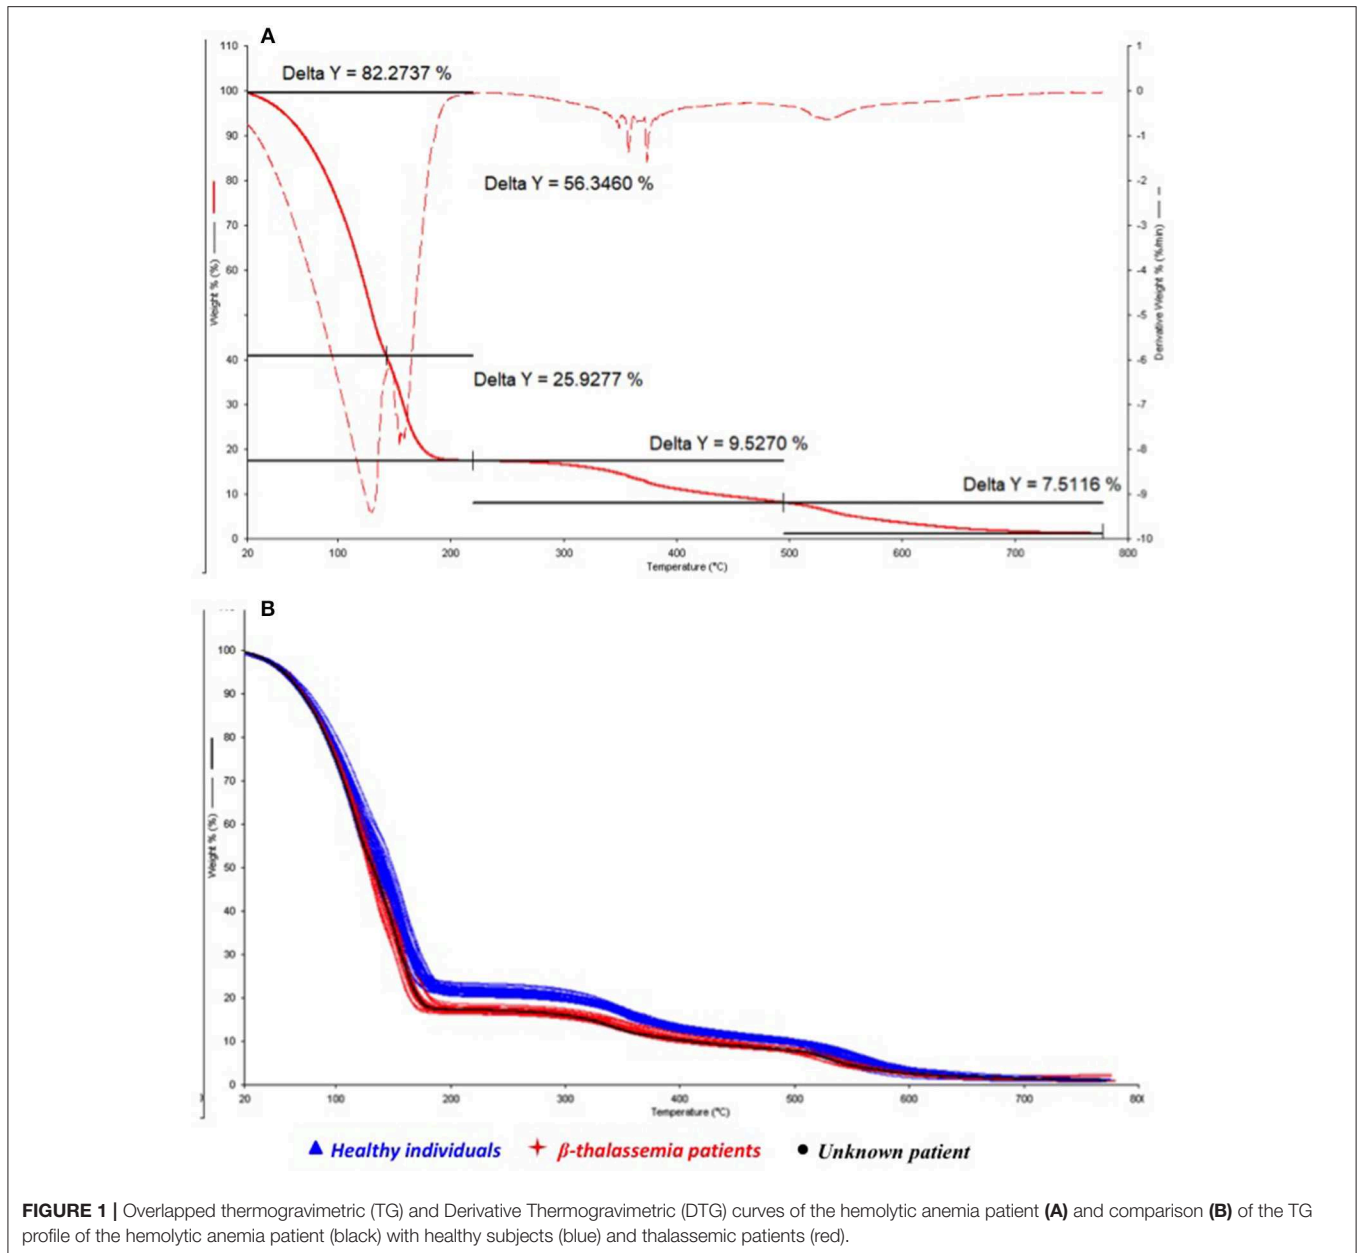 A
110
1
Delta Y = 82.2737 %
100
0
90
-1
Delta Y = 56.3460 %
80
-2
70
-3
60
-4
Weight % (%)
Derivative Weight % (%/min)
-5
40
-6
Delta Y = 25.9277 %
30
-7
Delta Y = 9.5270 %
20
-8
Delta Y = 7.5116 %
10
-9
0
-10
20 100 200 300 400 500 600 700 800
Temperature (°C)
B
100
90
80
70
60
Weight % (%)
50
40
30
20
10
0
20 100 200 300 400 500 600 700
Temperature (°C)
Healthy individuals β-thalassemia patients Unknown patient
FIGURE 1 | Overlapped thermogravimetric (TG) and Derivative Thermogravimetric (DTG) curves of the hemolytic anemia patient (A) and comparison (B) of the TG
profile of the hemolytic anemia patient (black) with healthy subjects (blue) and thalassemic patients (red).